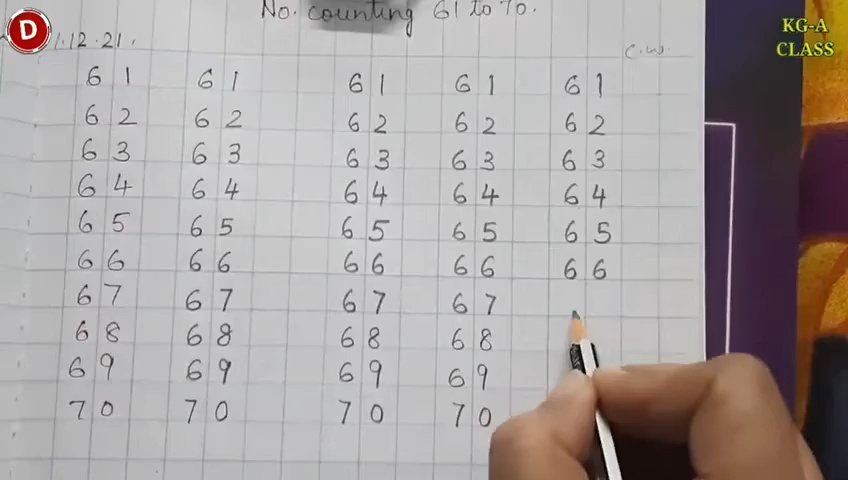 No. counting 61 to 70.
D
KG-A
CLASS
1.12.21.
C.W.
61 61 61 61 61
62 62 62 62 62
63 63 63 63 63
64 64 64 64 64
65 65 65 65 65
66 66 66 66 66
67 67 67 67
68 68 68 68
69 69 69 69
70 70 70 70